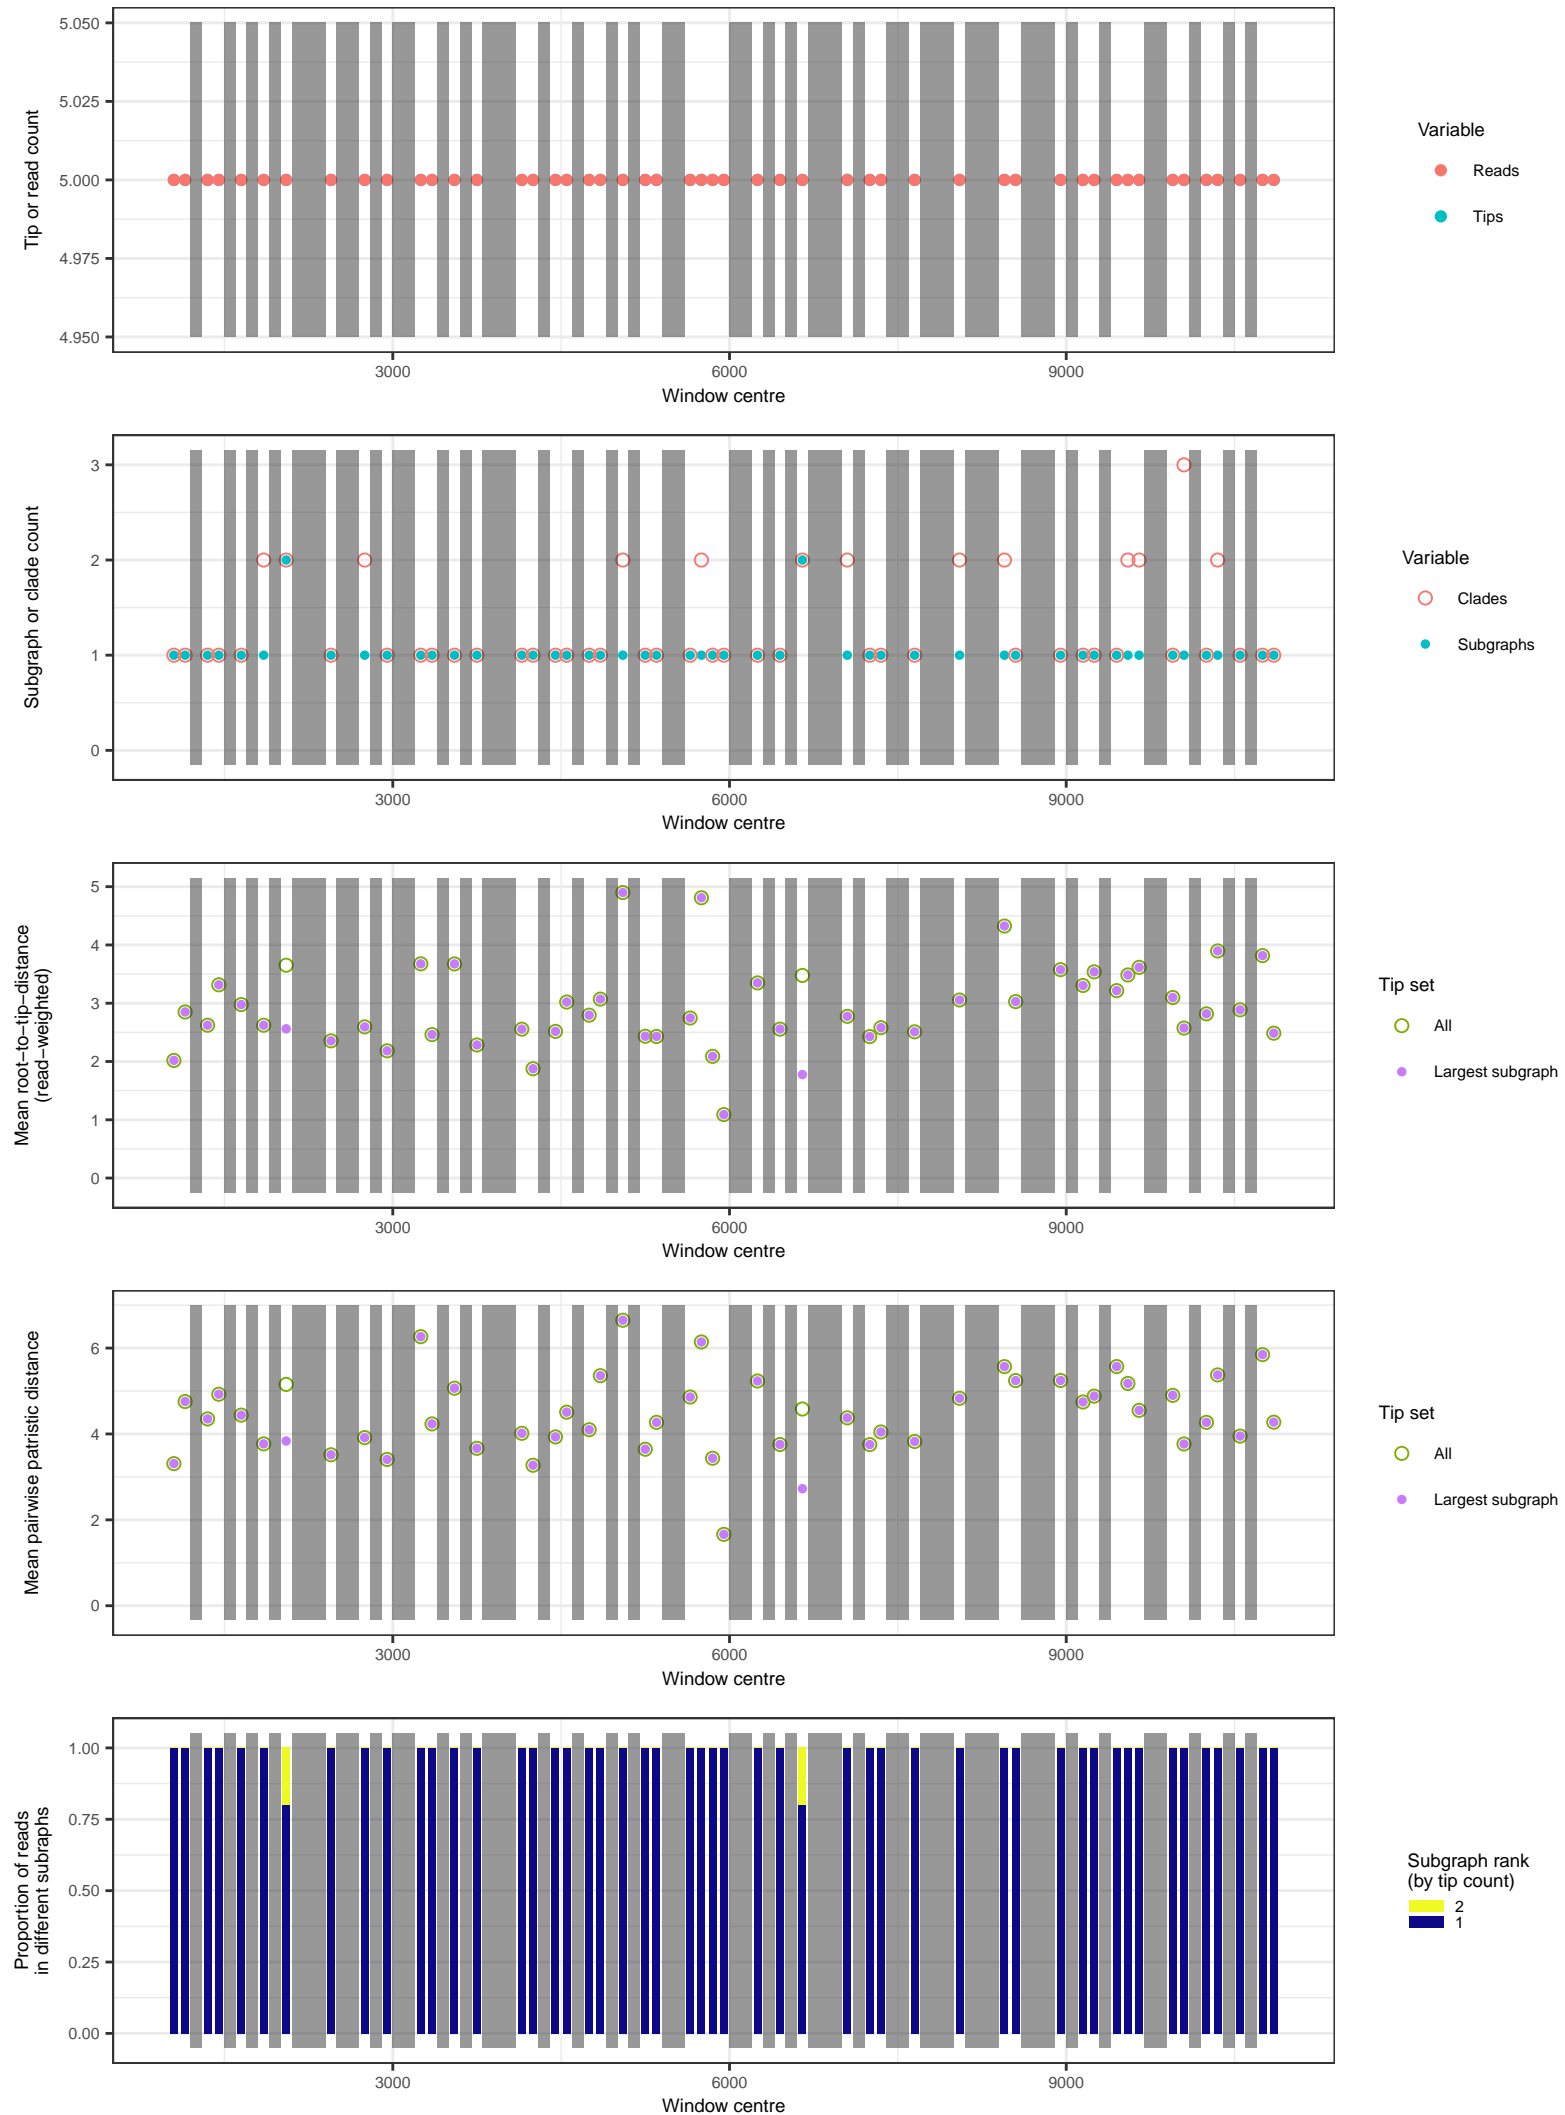 5.050
5.025
5.000
4.975
4.950
Tip or read count
3000 6000 9000
Window centre
Variable
Reads
Tips
3
2
1
0
Subgraph or clade count
3000 6000 9000
Window centre
Variable
Clades
Subgraphs
5
4
3
2
1
0
Mean root−to−tip−distance
(read−weighted)
3000 6000 9000
Window centre
Tip set
All
Largest subgraph
6
4
2
0
Mean pairwise patristic distance
3000 6000 9000
Window centre
Tip set
All
Largest subgraph
1.00
0.75
0.50
0.25
0.00
Proportion of reads
in different subraphs
3000 6000 9000
Window centre
Subgraph rank
(by tip count)
2
1